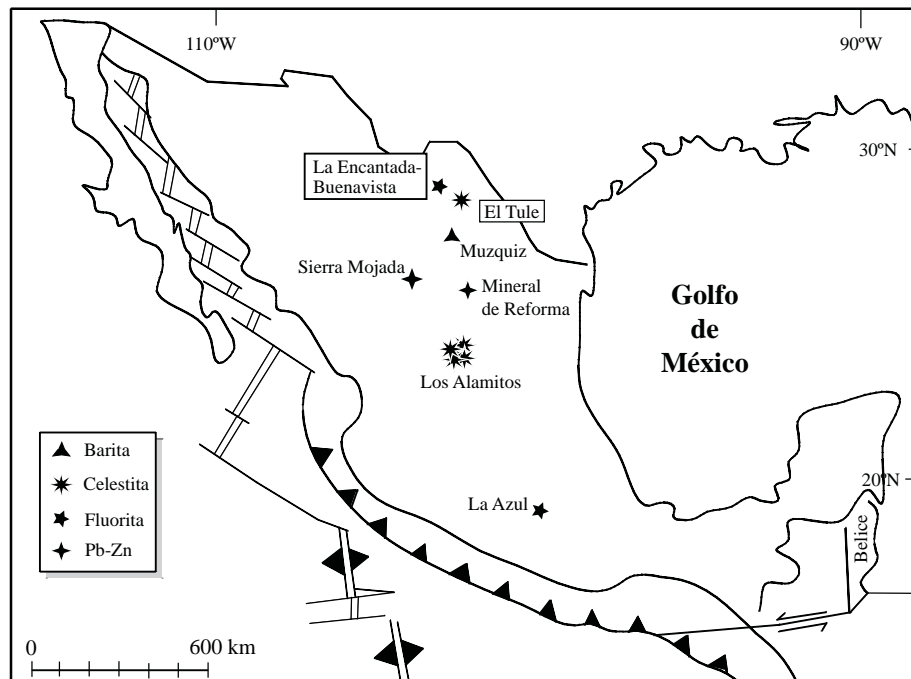 110ºW
90ºW
30ºN
La Encantada-
Buenavista
El Tule
Muzquiz
Sierra Mojada
Mineral
de Reforma
Golfo
de
México
Los Alamitos
Barita
Celestita
Fluorita
Pb-Zn
La Azul
20ºN
Belice
0
600 km